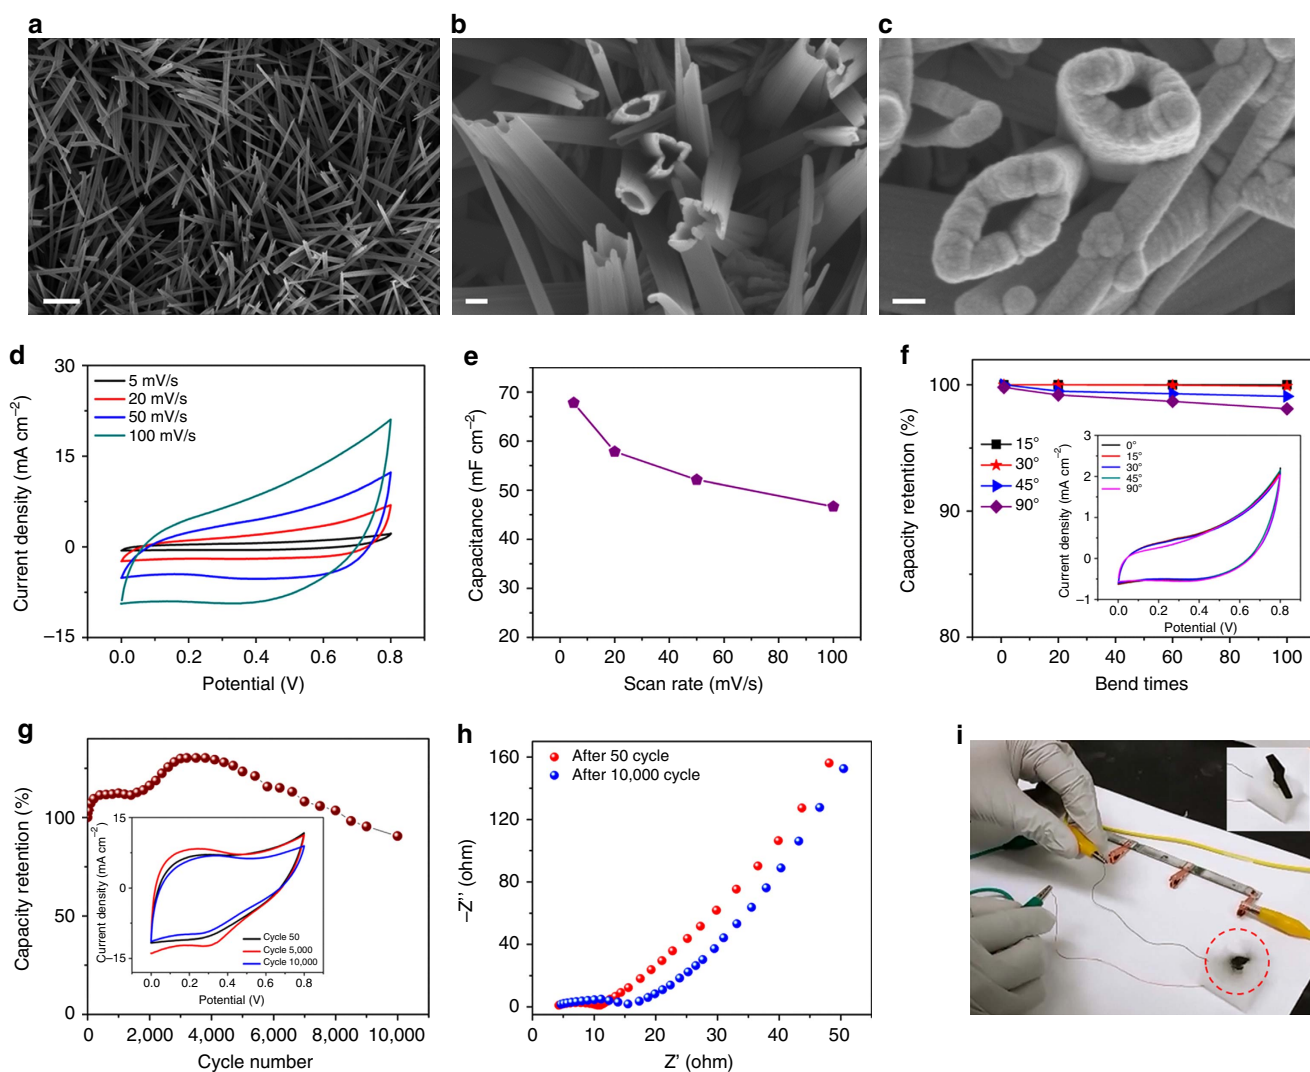 a
b
c
d
30
15
0
−15
0.0
0.2
0.4
0.6
0.8
Current density (mA cm−2)
Potential (V)
5 mV/s
20 mV/s
50 mV/s
100 mV/s
e
70
60
50
40
30
20
0
20
40
60
80
100
Capacitance (mF cm−2)
Scan rate (mV/s)
f
100
90
80
0
20
40
60
80
100
Capacity retention (%)
Bend times
15°
30°
45°
90°
3
2
1
0
−1
0.0
0.2
0.4
0.6
0.8
Current density (mA cm−2)
Potential (V)
0°
15°
30°
45°
90°
g
100
50
0
0
2,000
4,000
6,000
8,000
10,000
Capacity retention (%)
Cycle number
15
0
−15
0.0
0.2
0.4
0.6
0.8
Current density (mA cm−2)
Potential (V)
Cycle 50
Cycle 5,000
Cycle 10,000
h
160
120
80
40
0
0
10
20
30
40
50
−Z'' (ohm)
Z' (ohm)
After 50 cycle
After 10,000 cycle
i